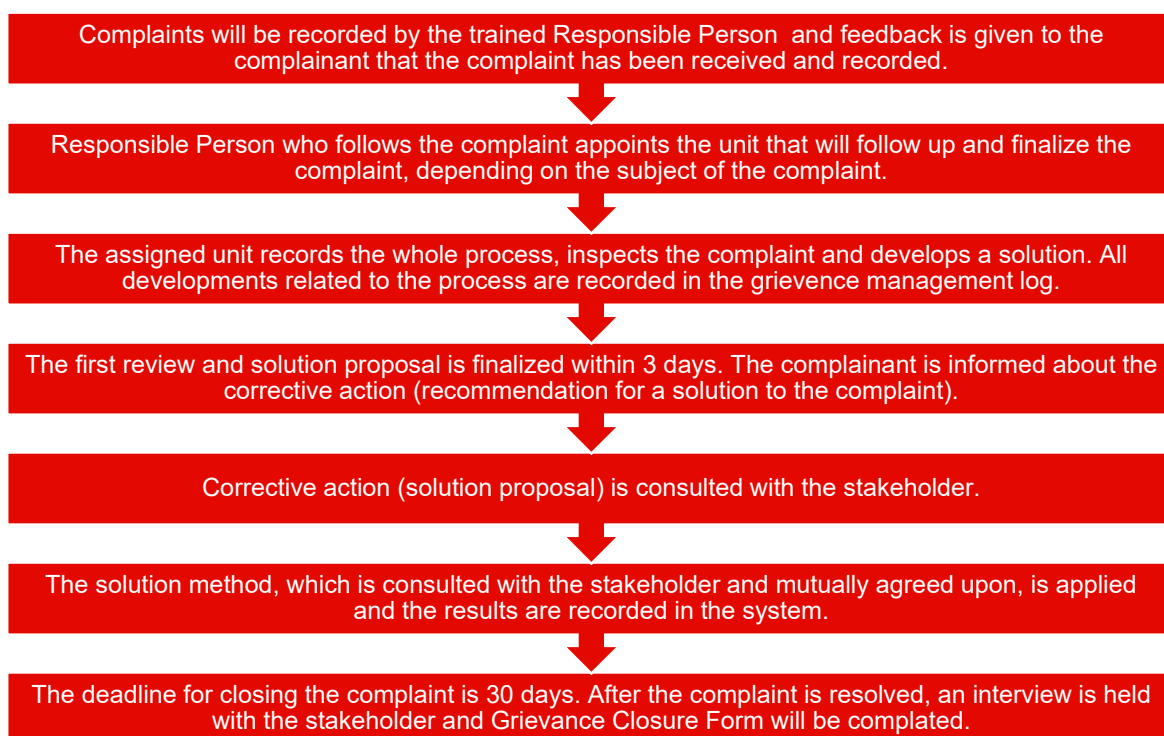 Complaints will be recorded by the trained Responsible Person and feedback is given to the
complainant that the complaint has been received and recorded.
Responsible Person who follows the complaint appoints the unit that will follow up and finalize the
complaint, depending on the subject of the complaint.
The assigned unit records the whole process, inspects the complaint and develops a solution. All
developments related to the process are recorded in the grievence management log.
The first review and solution proposal is finalized within 3 days. The complainant is informed about the
corrective action (recommendation for a solution to the complaint).
Corrective action (solution proposal) is consulted with the stakeholder.
The solution method, which is consulted with the stakeholder and mutually agreed upon, is applied
and the results are recorded in the system.
The deadline for closing the complaint is 30 days. After the complaint is resolved, an interview is held
with the stakeholder and Grievance Closure Form will be complated.